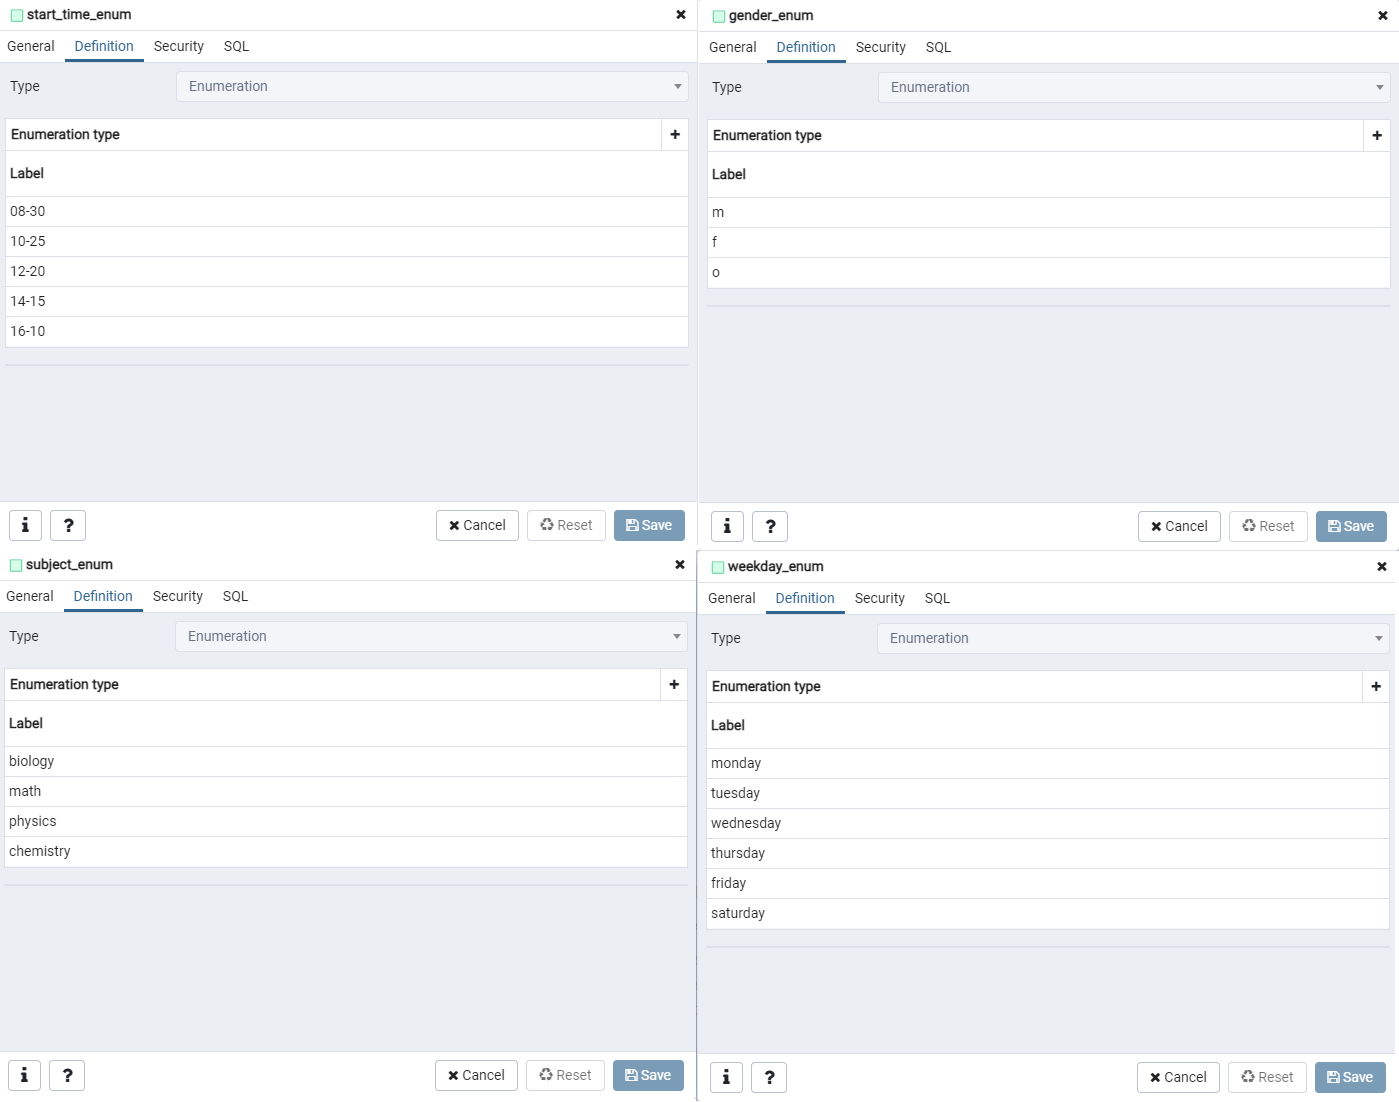 start_time_enum
General Definition Security SQL
Type Enumeration
Enumeration type
Label
08-30
10-25
12-20
14-15
16-10
i ? Cancel Reset Save
gender_enum
General Definition Security SQL
Type Enumeration
Enumeration type
Label
m
f
o
i ? Cancel Reset Save
subject_enum
General Definition Security SQL
Type Enumeration
Enumeration type
Label
biology
math
physics
chemistry
i ? Cancel Reset Save
weekday_enum
General Definition Security SQL
Type Enumeration
Enumeration type
Label
monday
tuesday
wednesday
thursday
friday
saturday
i ? Cancel Reset Save